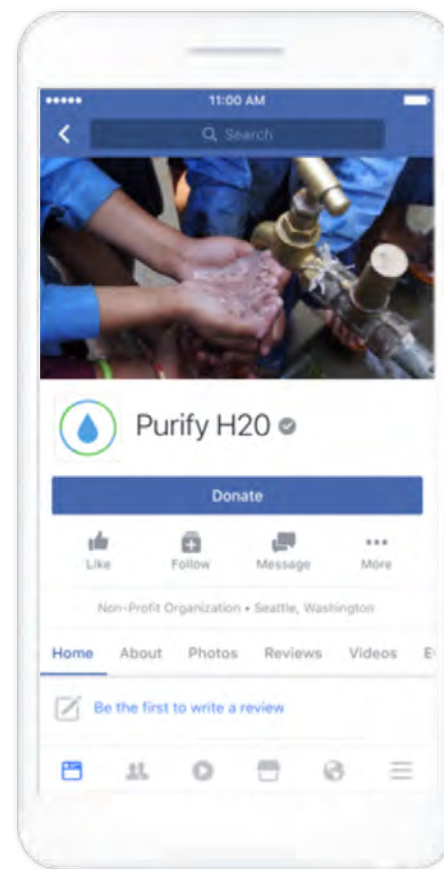 11:00 AM
Search
Purify H20
Donate
Like Follow Message More
Non-Profit Organization • Seattle, Washington
Home About Photos Reviews Videos E
Be the first to write a review